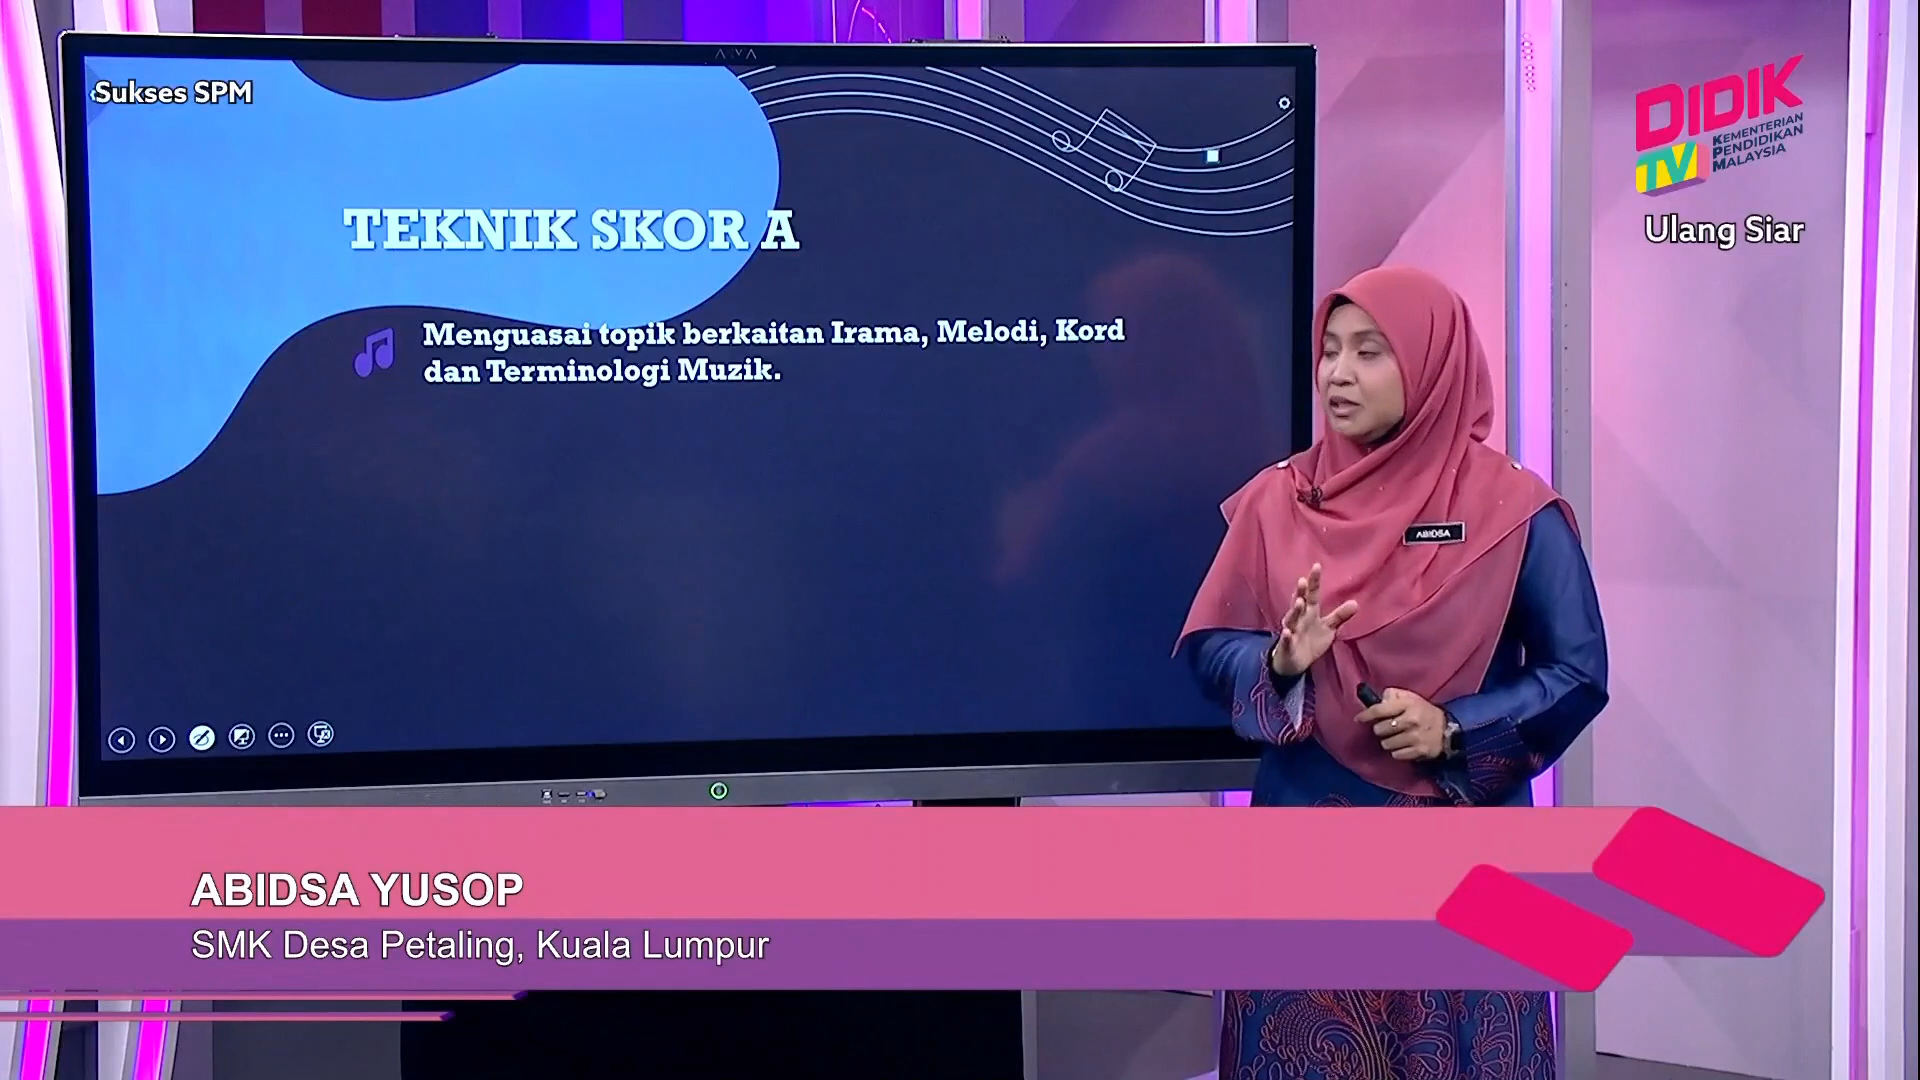 Sukses SPM
AIVA
TEKNIK SKOR A
Menguasai topik berkaitan Irama, Melodi, Kord
dan Terminologi Muzik.
DIDIK
TV
KEMENTERIAN
PENDIDIKAN
MALAYSIA
Ulang Siar
ABIDSA
ABIDSA YUSOP
SMK Desa Petaling, Kuala Lumpur